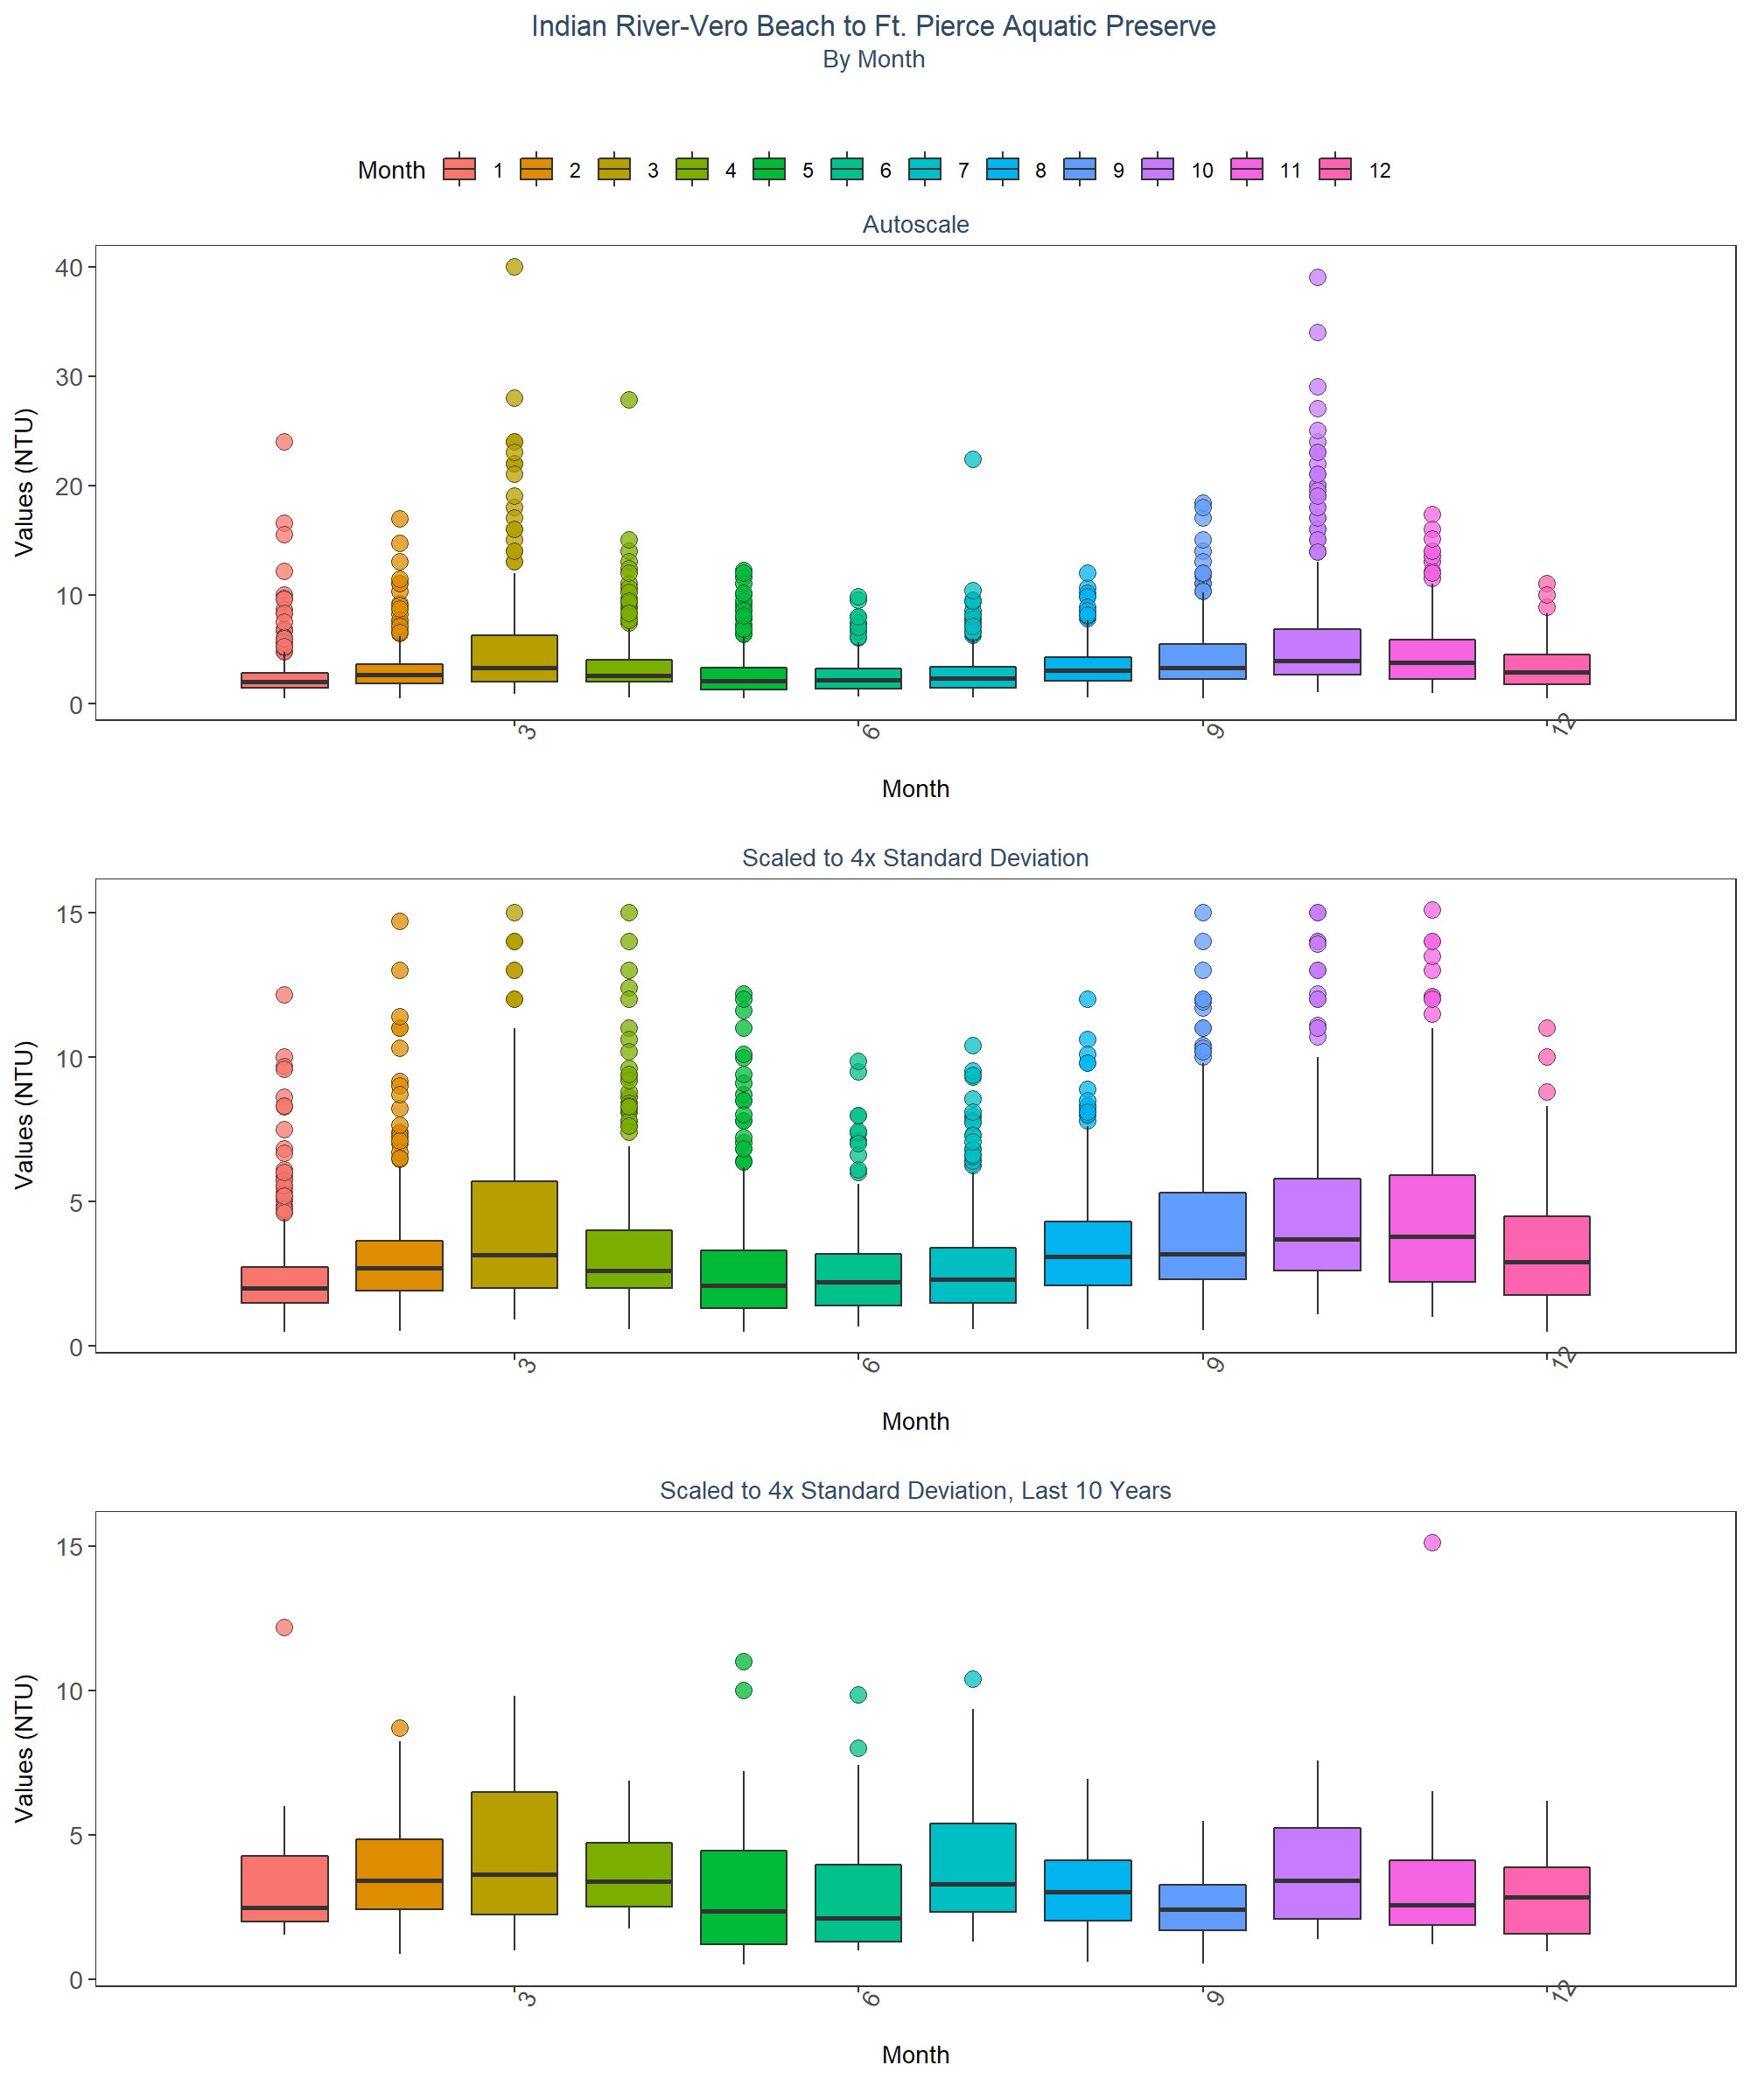 Indian River-Vero Beach to Ft. Pierce Aquatic Preserve
By Month
Month 1 2 3 4 5 6 7 8 9 10 11 12
Autoscale
Values (NTU)
40
30
20
10
0
3 6 9 12
Month
Scaled to 4x Standard Deviation
Values (NTU)
15
10
5
0
3 6 9 12
Month
Scaled to 4x Standard Deviation, Last 10 Years
Values (NTU)
15
10
5
0
3 6 9 12
Month